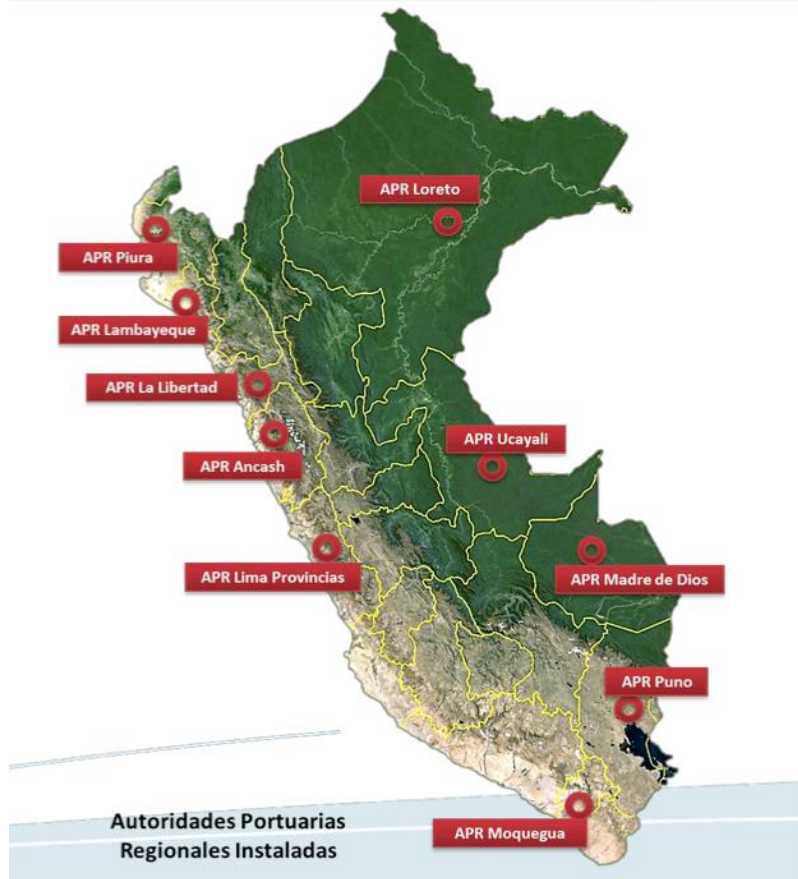 APR Loreto
APR Piura
APR Lambayeque
APR La Libertad
APR Ucayali
APR Ancash
APR Lima Provincias
APR Madre de Dios
APR Puno
Autoridades Portuarias
Regionales Instaladas
APR Moquegua